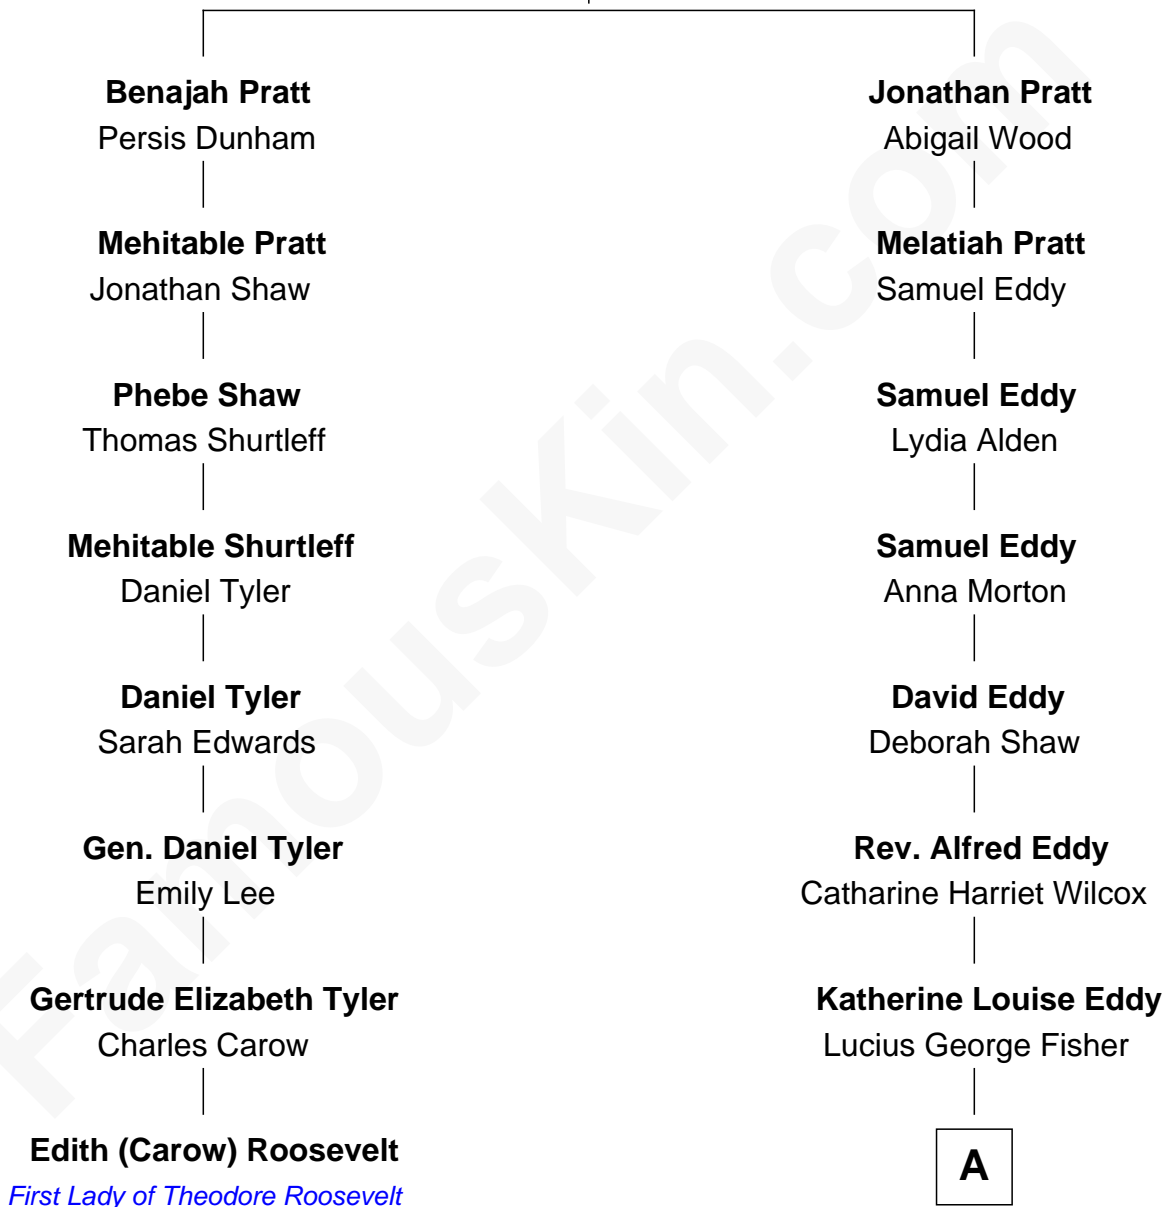 Benajah Pratt
Persis Dunham
Mehitable Pratt
Jonathan Shaw
Phebe Shaw
Thomas Shurtleff
Mehitable Shurtleff
Daniel Tyler
Daniel Tyler
Sarah Edwards
Gen. Daniel Tyler
Emily Lee
Gertrude Elizabeth Tyler
Charles Carow
Edith (Carow) Roosevelt
First Lady of Theodore Roosevelt
Jonathan Pratt
Abigail Wood
Melatiah Pratt
Samuel Eddy
Samuel Eddy
Lydia Alden
Samuel Eddy
Anna Morton
David Eddy
Deborah Shaw
Rev. Alfred Eddy
Catharine Harriet Wilcox
Katherine Louise Eddy
Lucius George Fisher
A
FamousKin.com